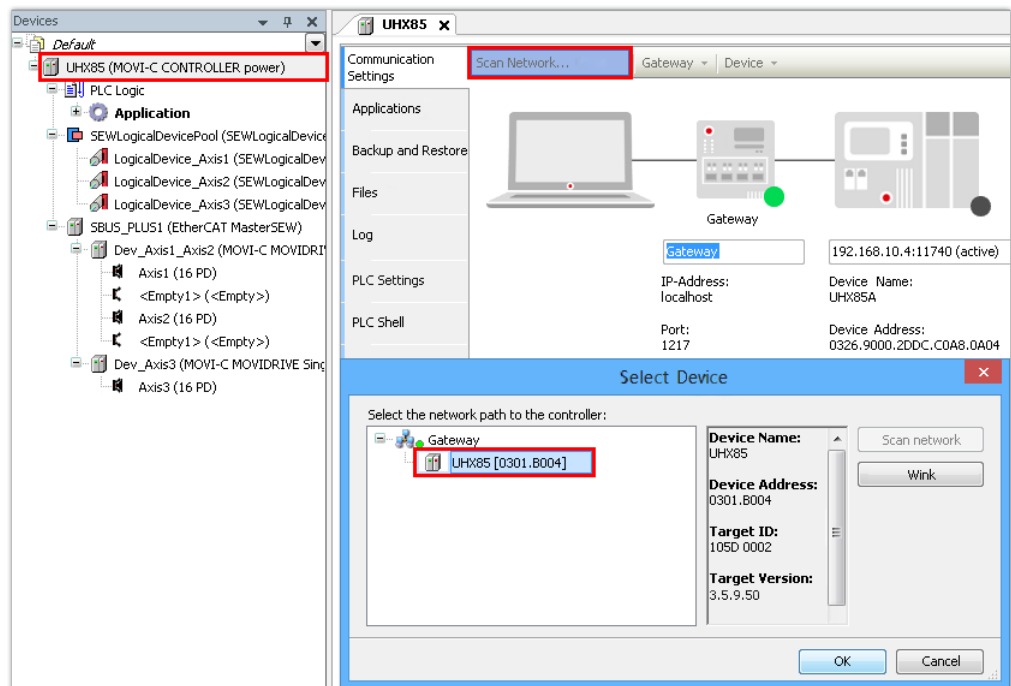 Devices
Default
UHX85 (MOVI-C CONTROLLER power)
PLC Logic
Application
SEWLogicalDevicePool (SEWLogicalDevice
LogicalDevice_Axis1 (SEWLogicalDev
LogicalDevice_Axis2 (SEWLogicalDev
LogicalDevice_Axis3 (SEWLogicalDev
SBUS_PLUS1 (EtherCAT MasterSEW)
Dev_Axis1_Axis2 (MOVI-C MOVIDRI
Axis1 (16 PD)
<Empty1> (<Empty>)
Axis2 (16 PD)
<Empty1> (<Empty>)
Dev_Axis3 (MOVI-C MOVIDRIVE Sing
Axis3 (16 PD)
UHX85
Communication
Settings
Applications
Backup and Restore
Files
Log
PLC Settings
PLC Shell
Scan Network...
Gateway
Device
Gateway
Gateway
IP-Address:
localhost
Port:
1217
192.168.10.4:11740 (active)
Device Name:
UHX85A
Device Address:
0326.9000.2DDC.C0A8.0A04
Select Device
Select the network path to the controller:
Gateway
UHX85 [0301.B004]
Device Name:
UHX85
Device Address:
0301.B004
Target ID:
105D 0002
Target Version:
3.5.9.50
Scan network
Wink
OK
Cancel